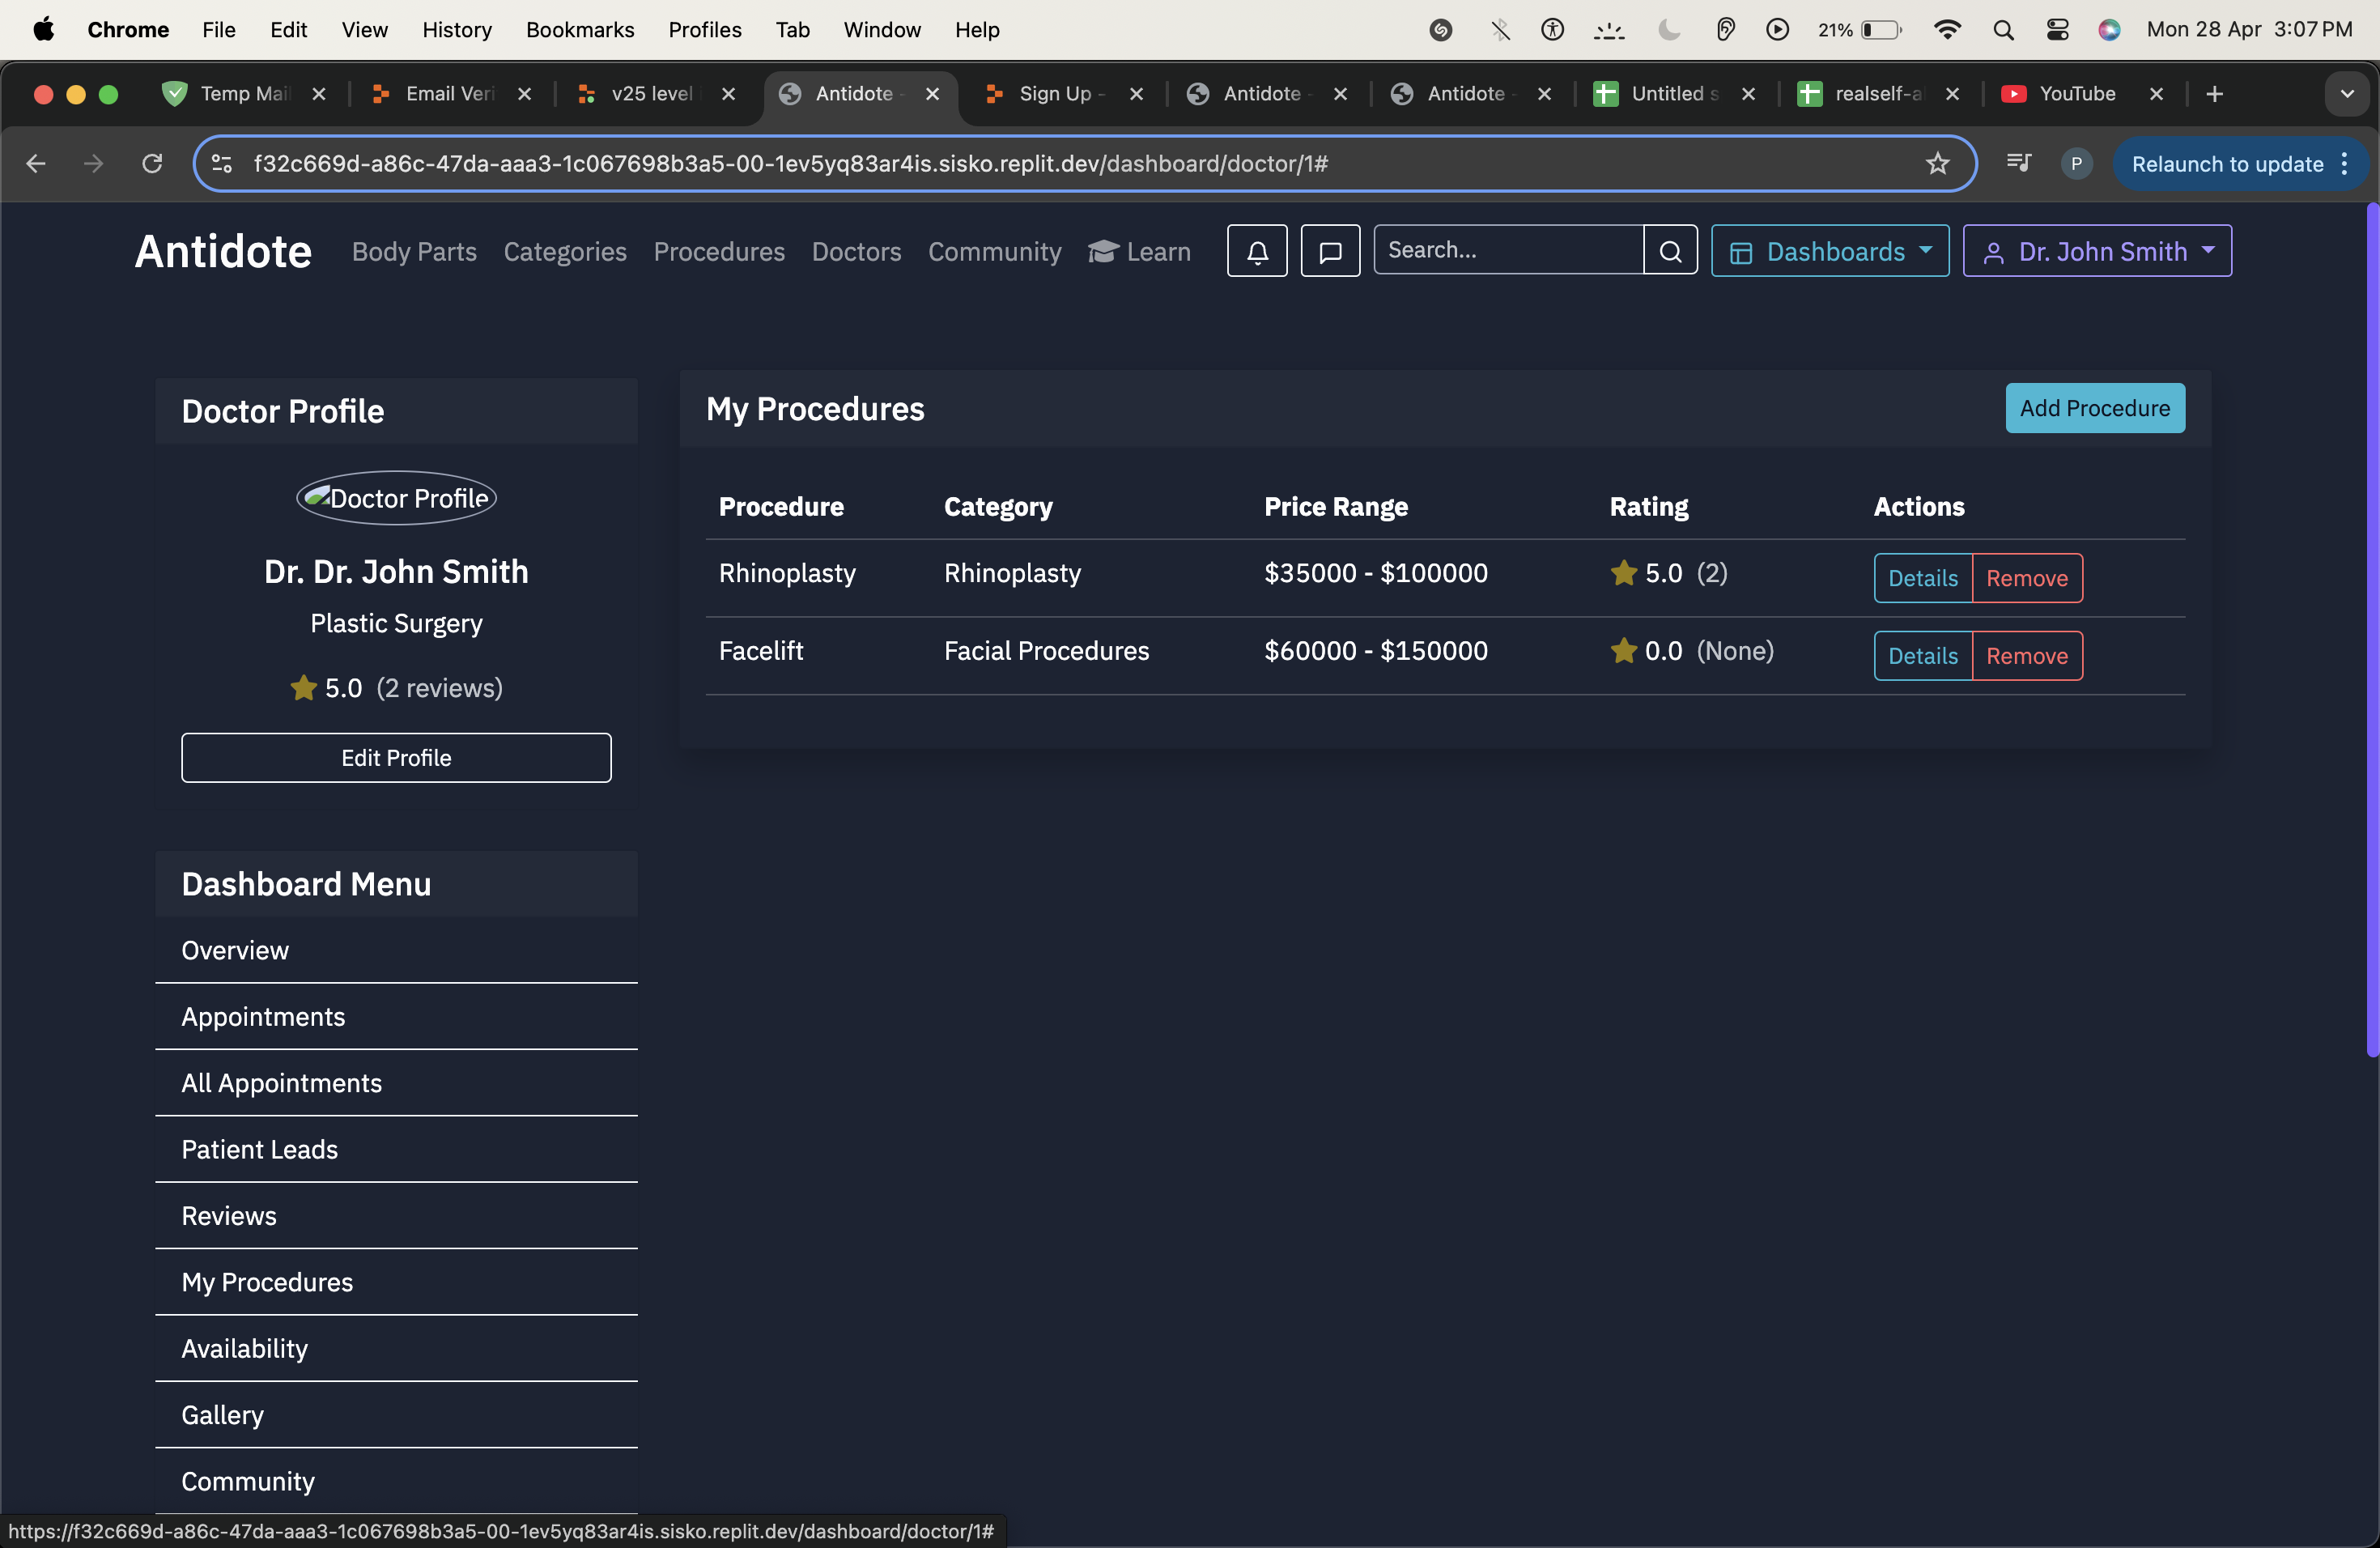 Chrome File Edit View History Bookmarks Profiles Tab Window Help 21% Mon 28 Apr 3:07 PM
Temp Mail Email Veri v25 level Antidote - Sign Up - Antidote - Antidote - Untitled s realself-a YouTube
f32c669d-a86c-47da-aaa3-1c067698b3a5-00-1ev5yq83ar4is.sisko.replit.dev/dashboard/doctor/1# P Relaunch to update
Antidote Body Parts Categories Procedures Doctors Community Learn Search... Dashboards Dr. John Smith
Doctor Profile
Doctor Profile
Dr. Dr. John Smith
Plastic Surgery
5.0 (2 reviews)
Edit Profile
Dashboard Menu
Overview
Appointments
All Appointments
Patient Leads
Reviews
My Procedures
Availability
Gallery
Community
My Procedures Add Procedure
Procedure Category Price Range Rating Actions
Rhinoplasty Rhinoplasty $35000 - $100000 5.0 (2) Details Remove
Facelift Facial Procedures $60000 - $150000 0.0 (None) Details Remove
https://f32c669d-a86c-47da-aaa3-1c067698b3a5-00-1ev5yq83ar4is.sisko.replit.dev/dashboard/doctor/1#